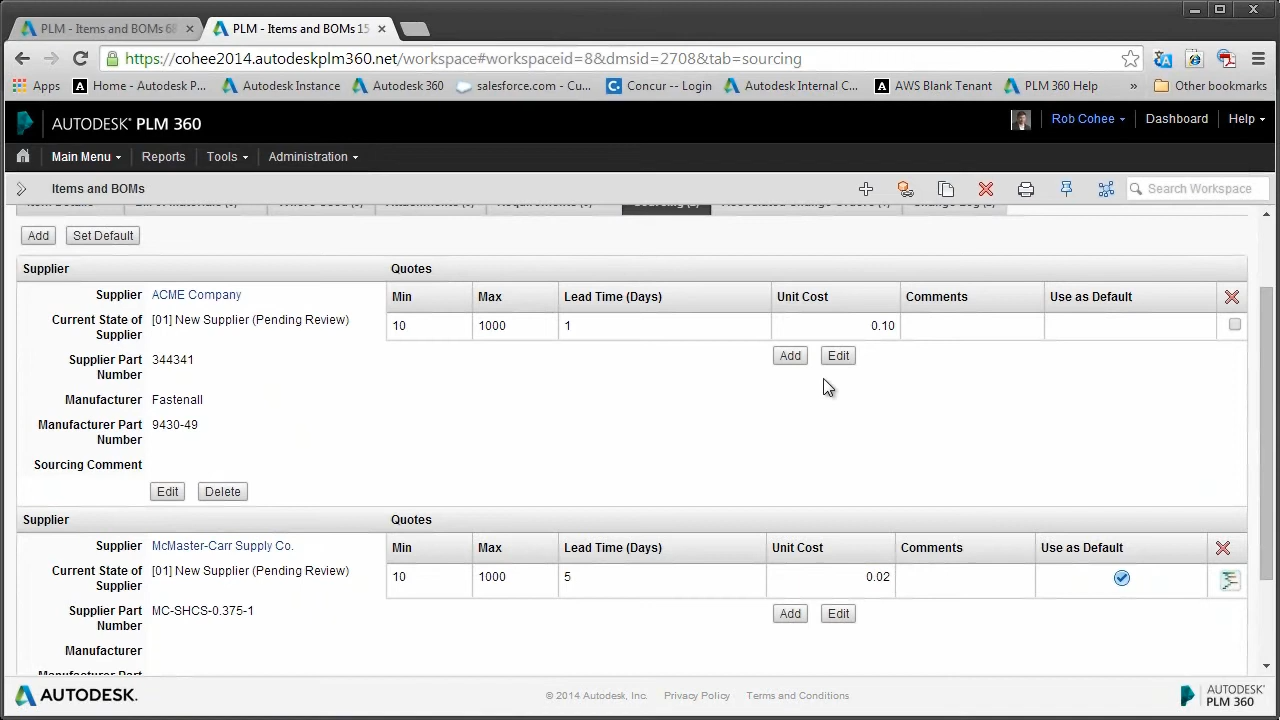 PLM - Items and BOMs 68
PLM - Items and BOMs 15
https://cohee2014.autodeskplm360.net/workspace#workspaceid=8&dmsid=2708&tab=sourcing
Apps
Home - Autodesk P...
Autodesk Instance
Autodesk 360
salesforce.com - Cu...
Concur -- Login
Autodesk Internal C...
AWS Blank Tenant
PLM 360 Help
»
Other bookmarks
AUTODESK® PLM 360
Rob Cohee
Dashboard
Help
Main Menu
Reports
Tools
Administration
Items and BOMs
Search Workspace
Add
Set Default
Supplier
Quotes
Supplier ACME Company
Current State of Supplier [01] New Supplier (Pending Review)
Supplier Part Number 344341
Manufacturer Fastenall
Manufacturer Part Number 9430-49
Sourcing Comment
Edit
Delete
Min Max Lead Time (Days) Unit Cost Comments Use as Default
10 1000 1 0.10
Add
Edit
Supplier
Quotes
Supplier McMaster-Carr Supply Co.
Current State of Supplier [01] New Supplier (Pending Review)
Supplier Part Number MC-SHCS-0.375-1
Manufacturer
Min Max Lead Time (Days) Unit Cost Comments Use as Default
10 1000 5 0.02
Add
Edit
AUTODESK.
© 2014 Autodesk, Inc. Privacy Policy Terms and Conditions
AUTODESK®
PLM 360